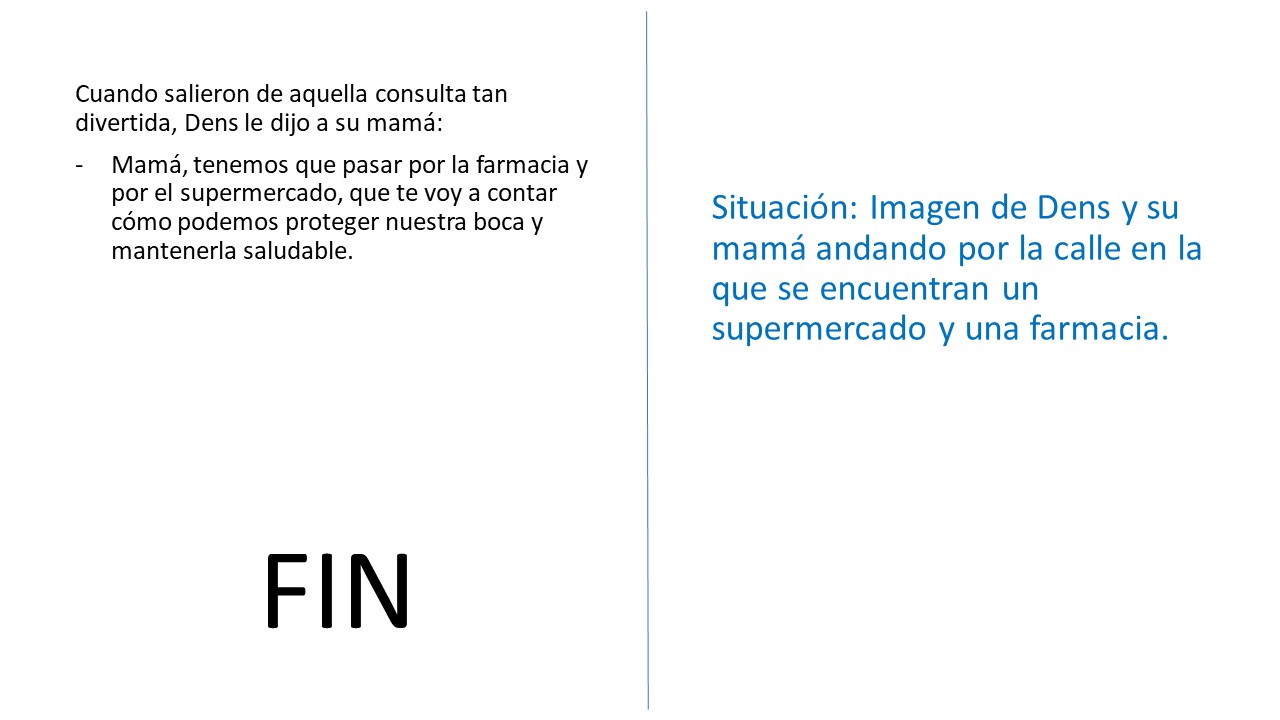 Cuando salieron de aquella consulta tan
divertida, Dens le dijo a su mamá:
- Mamá, tenemos que pasar por la farmacia y
por el supermercado, que te voy a contar
cómo podemos proteger nuestra boca y
mantenerla saludable.
FIN
Situación: Imagen de Dens y su
mamá andando por la calle en la
que se encuentran un
supermercado y una farmacia.